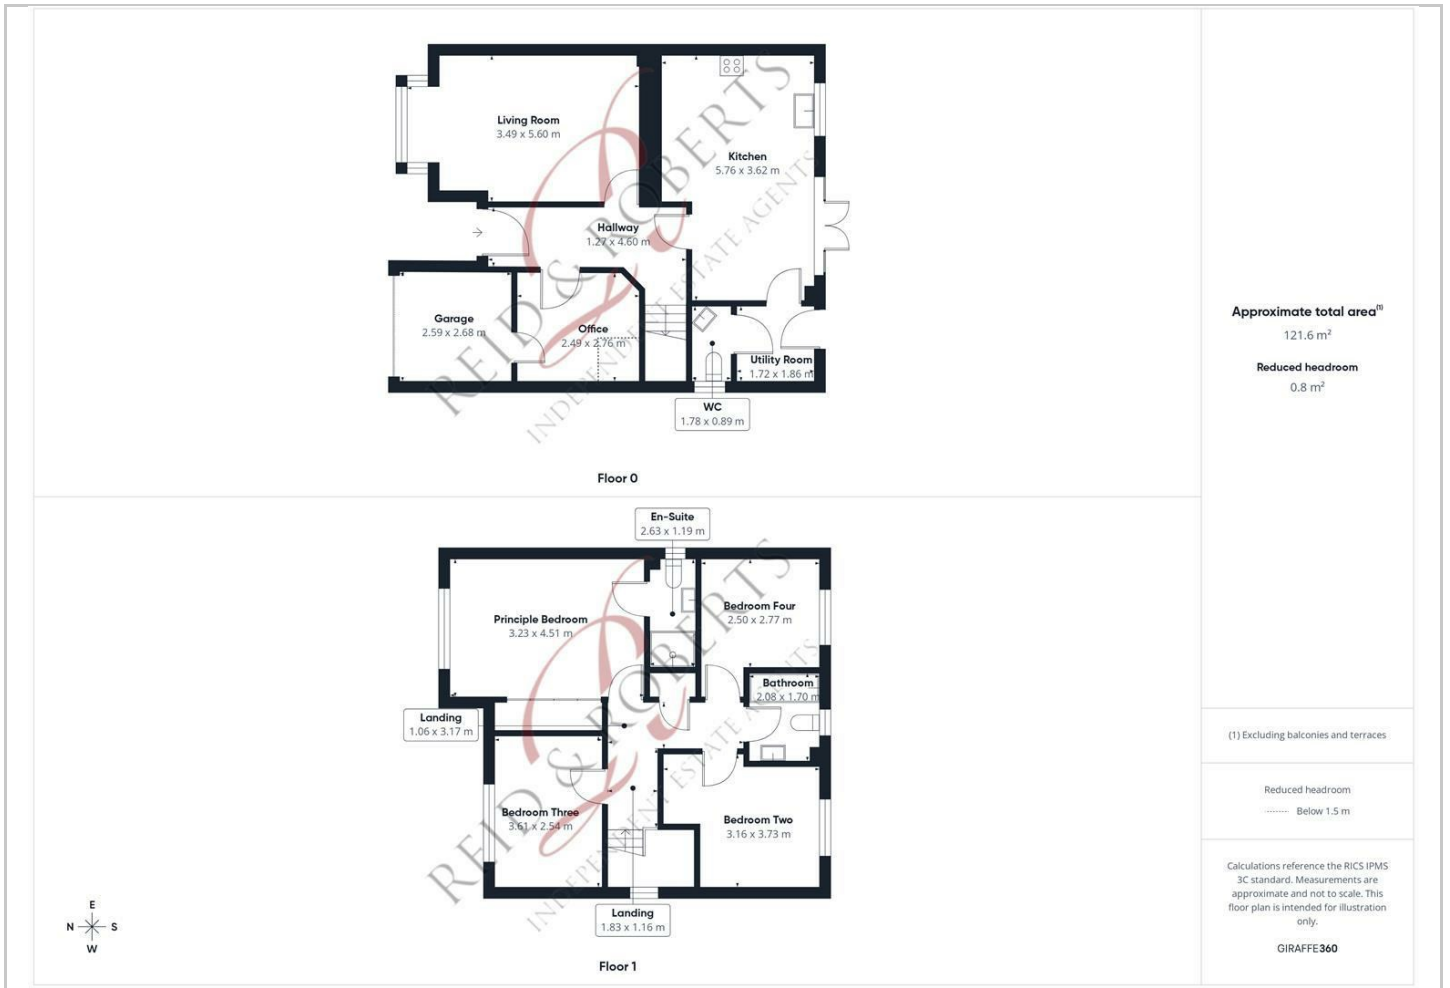 Living Room
3.49 x 5.60 m
Kitchen
5.76 x 3.62 m
Hallway
1.27 x 4.60 m
Garage
2.59 x 2.68 m
Office
2.49 x 2.76 m
Utility Room
1.72 x 1.86 m
WC
1.78 x 0.89 m
REID & ROBERTS
INDEPENDENT ESTATE AGENTS
Floor 0
En-Suite
2.63 x 1.19 m
Principle Bedroom
3.23 x 4.51 m
Bedroom Four
2.50 x 2.77 m
Bathroom
2.08 x 1.70 m
Landing
1.06 x 3.17 m
Bedroom Three
3.61 x 2.54 m
Bedroom Two
3.16 x 3.73 m
Landing
1.83 x 1.16 m
REID & ROBERTS
INDEPENDENT ESTATE AGENTS
E
N S
W
Floor 1
Approximate total area(1)
121.6 m²
Reduced headroom
0.8 m²
(1) Excluding balconies and terraces
Reduced headroom
Below 1.5 m
Calculations reference the RICS IPMS
3C standard. Measurements are
approximate and not to scale. This
floor plan is intended for illustration
only.
GIRAFFE360